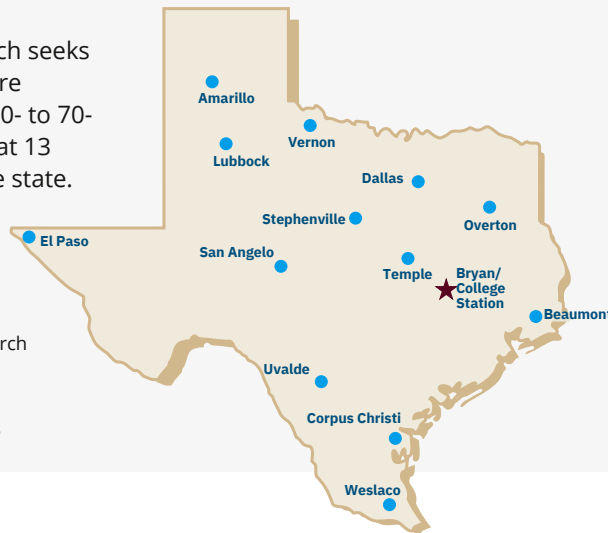 ch seeks
re
0- to 70-
at 13
e state.
rch
Amarillo
Vernon
Lubbock
Dallas
Stephenville
Overton
El Paso
San Angelo
Temple
Bryan/
College
Station
Beaumont
Uvalde
Corpus Christi
Weslaco